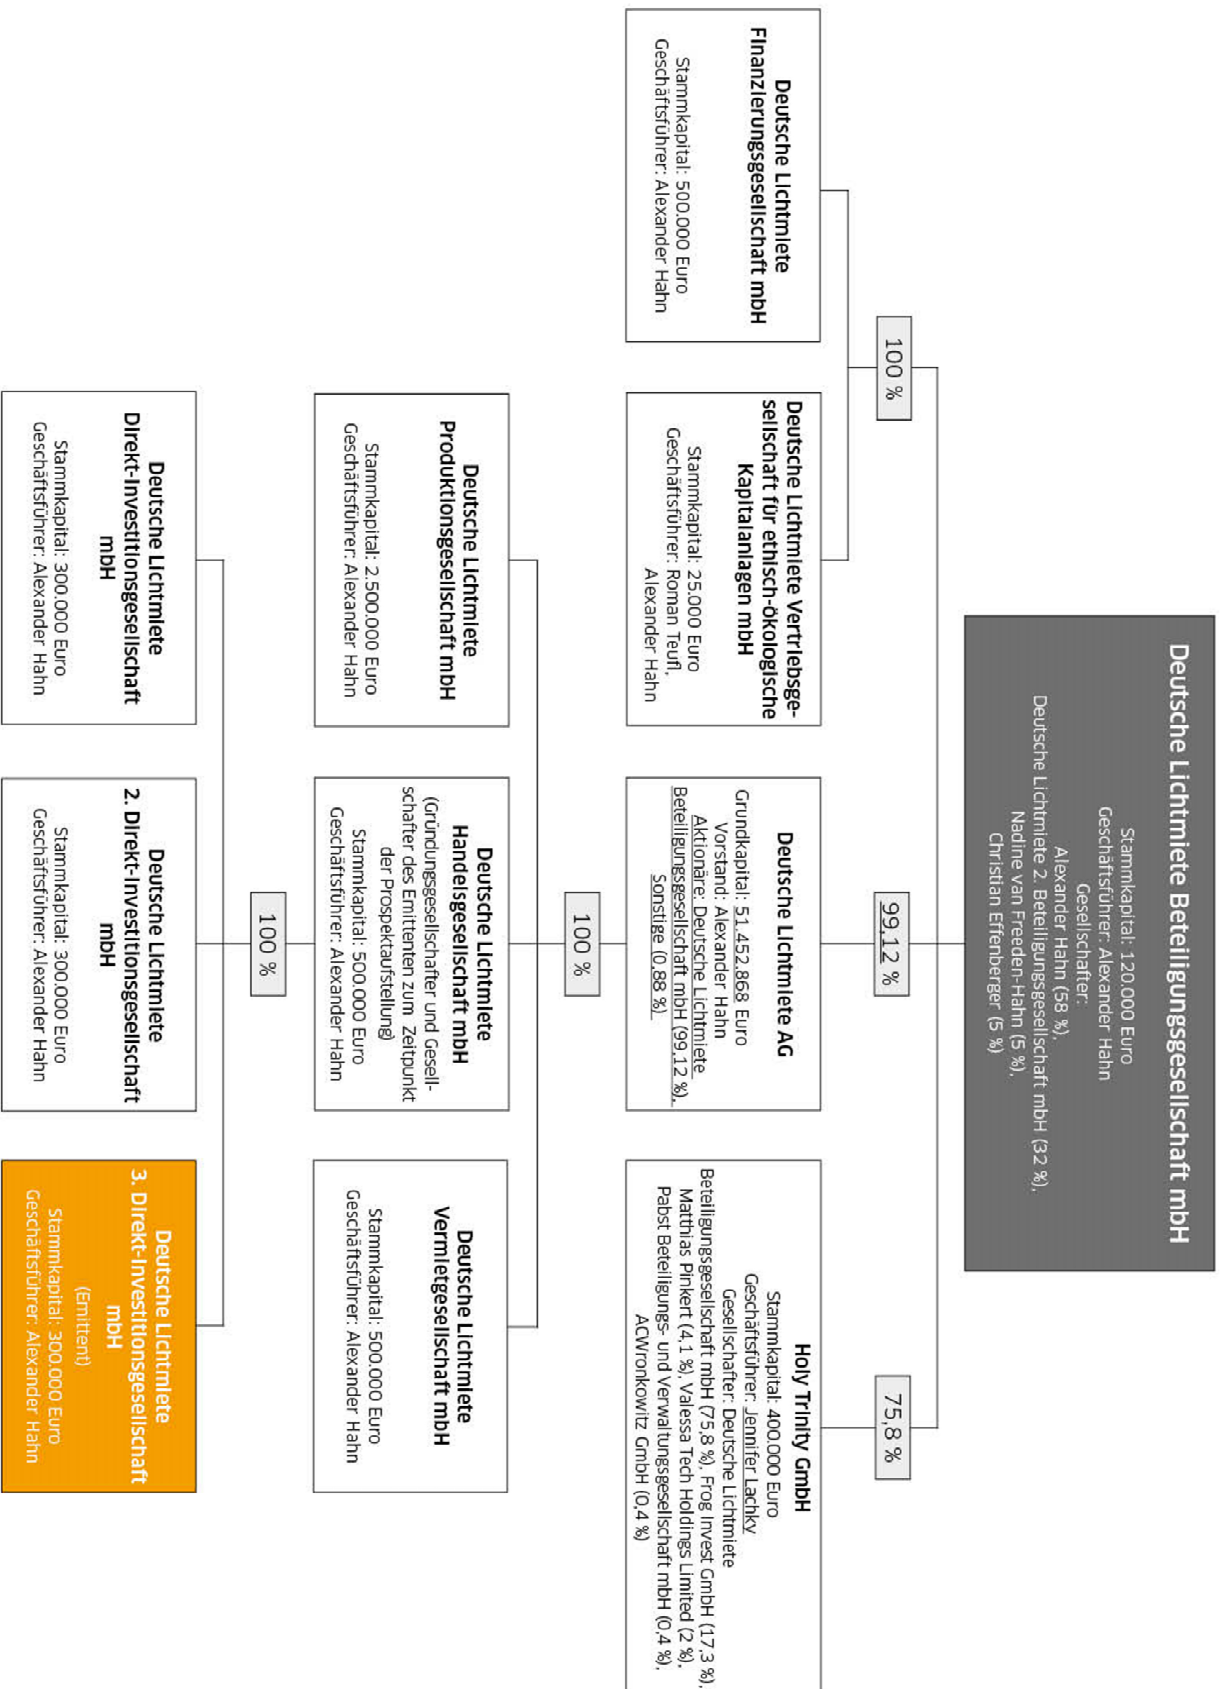 Deutsche Lichtmiete Beteiligungsgesellschaft mbH
Stammkapital: 120.000 Euro
Geschäftsführer: Alexander Hahn
Gesellschafter:
Alexander Hahn (58 %),
Deutsche Lichtmiete 2. Beteiligungsgesellschaft mbH (32 %),
Nadine van Freeden-Hahn (5 %),
Christian Effenberger (5 %)
100 %
99,12 %
75,8 %
Deutsche Lichtmiete
Finanzierungsgesellschaft mbH
Stammkapital: 500.000 Euro
Geschäftsführer: Alexander Hahn
Deutsche Lichtmiete Vertriebsge-
sellschaft für ethisch-ökologische
Kapitalanlagen mbH
Stammkapital: 25.000 Euro
Geschäftsführer: Roman Teufl,
Alexander Hahn
Deutsche Lichtmiete AG
Grundkapital: 51.452.868 Euro
Vorstand: Alexander Hahn
Aktionäre: Deutsche Lichtmiete
Beteiligungsgesellschaft mbH (99,12 %),
Sonstige (0,88 %)
Holy Trinity GmbH
Stammkapital: 400.000 Euro
Geschäftsführer: Jennifer Lachky
Gesellschafter: Deutsche Lichtmiete
Beteiligungsgesellschaft mbH (75,8 %), Frog Invest GmbH (17,3 %),
Matthias Pinkert (4,1 %), Valessa Tech Holdings Limited (2 %),
Pabst Beteiligungs- und Verwaltungsgesellschaft mbH (0,4 %),
ACWronkowitz GmbH (0,4 %)
100 %
Deutsche Lichtmiete
Produktionsgesellschaft mbH
Stammkapital: 2.500.000 Euro
Geschäftsführer: Alexander Hahn
Deutsche Lichtmiete
Handelsgesellschaft mbH
(Gründungsgesellschafter und Gesell-
schafter des Emittenten zum Zeitpunkt
der Prospektaufstellung)
Stammkapital: 500.000 Euro
Geschäftsführer: Alexander Hahn
Deutsche Lichtmiete
Vermietgesellschaft mbH
Stammkapital: 500.000 Euro
Geschäftsführer: Alexander Hahn
100 %
Deutsche Lichtmiete
Direkt-Investitionsgesellschaft
mbH
Stammkapital: 300.000 Euro
Geschäftsführer: Alexander Hahn
Deutsche Lichtmiete
2. Direkt-Investitionsgesellschaft
mbH
Stammkapital: 300.000 Euro
Geschäftsführer: Alexander Hahn
Deutsche Lichtmiete
3. Direkt-Investitionsgesellschaft
mbH
(Emittent)
Stammkapital: 300.000 Euro
Geschäftsführer: Alexander Hahn